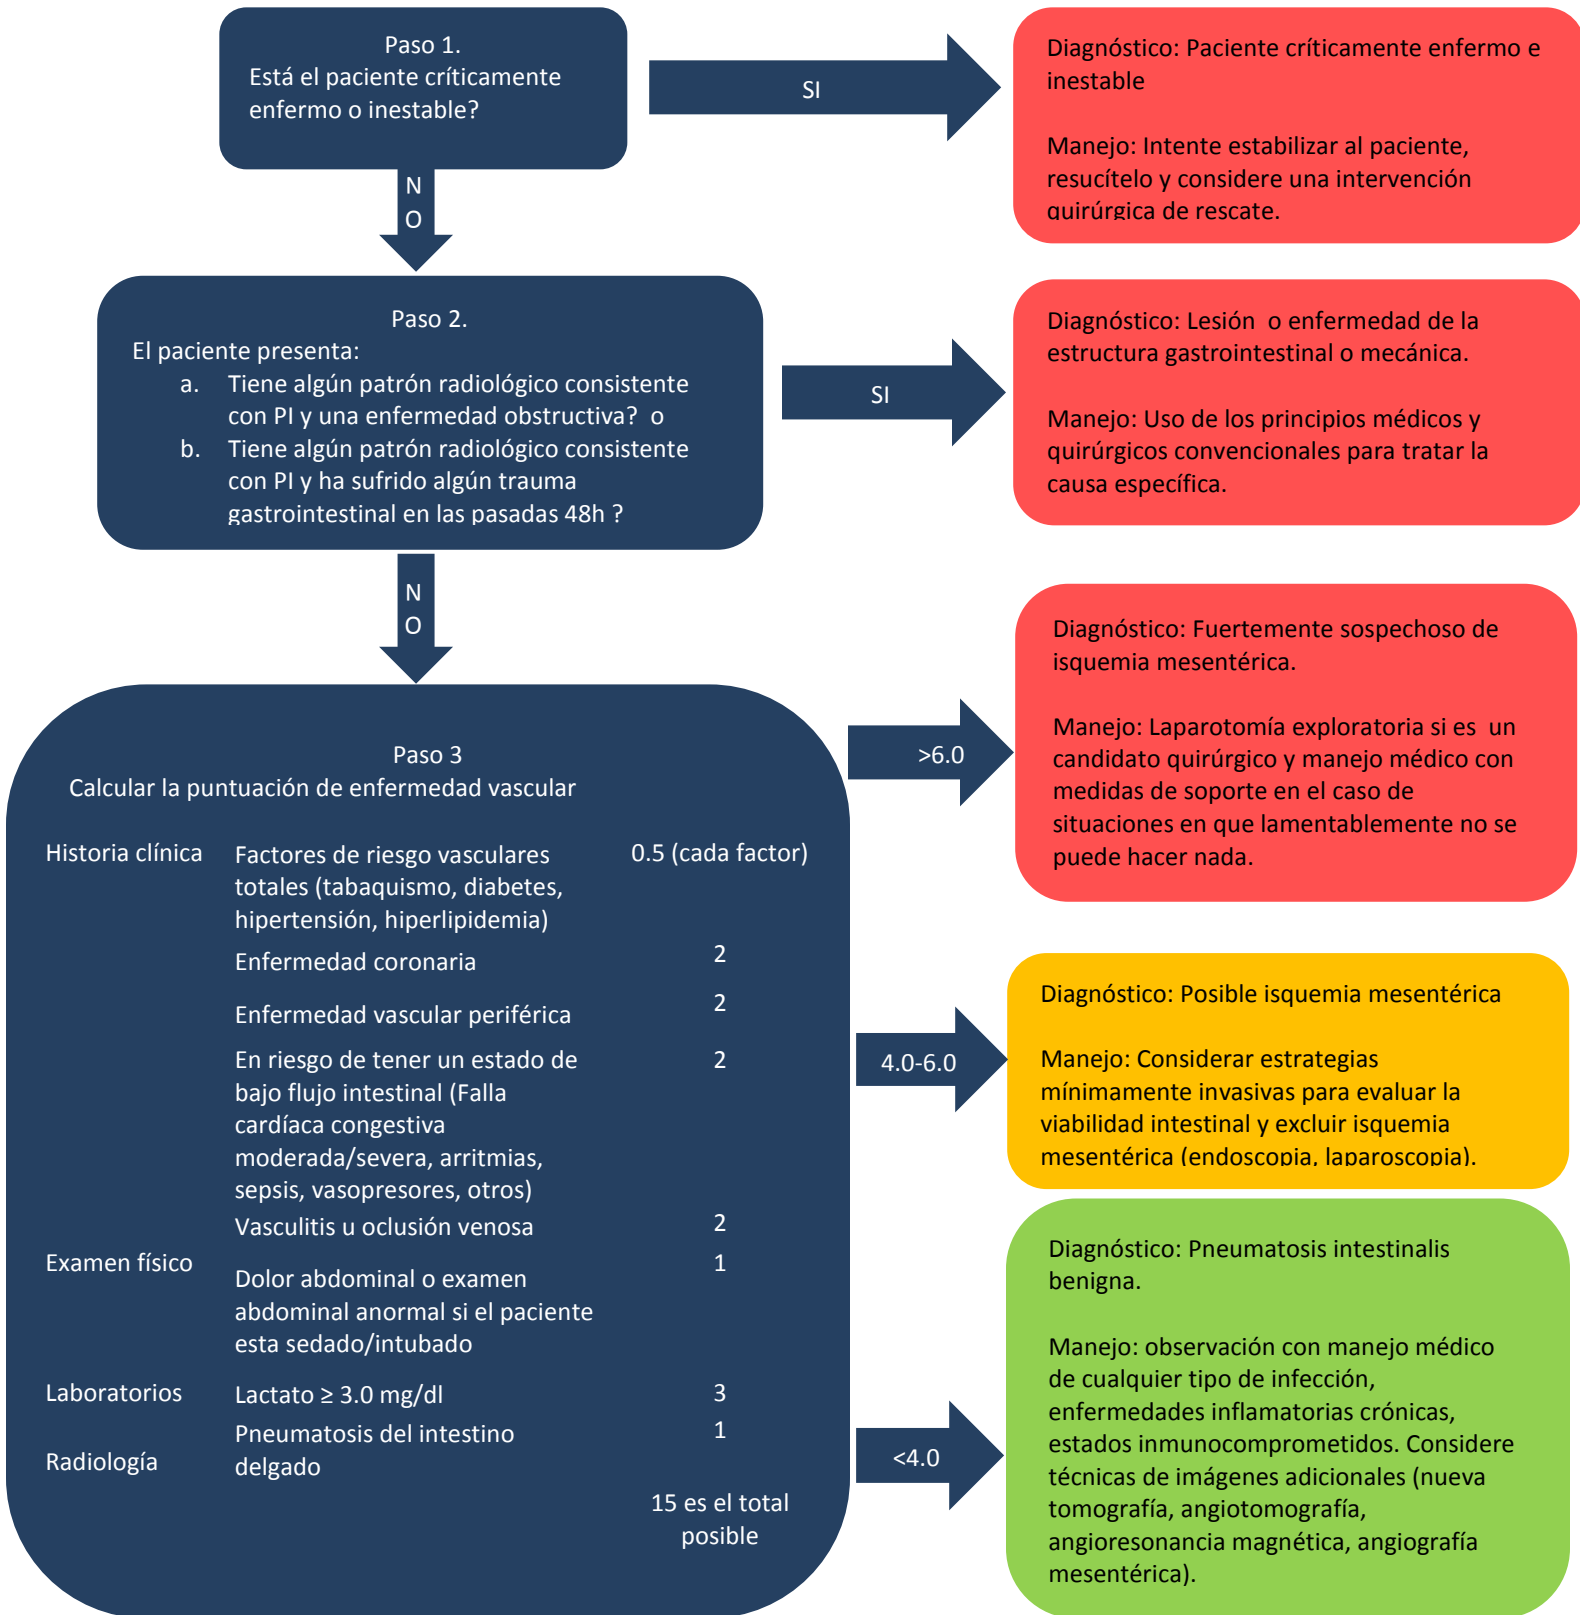 Paso 1.
Está el paciente críticamente
enfermo o inestable?
SI
Diagnóstico: Paciente críticamente enfermo e
inestable
Manejo: Intente estabilizar al paciente,
resucítelo y considere una intervención
quirúrgica de rescate.
N
O
Paso 2.
El paciente presenta:
a. Tiene algún patrón radiológico consistente
con PI y una enfermedad obstructiva? o
b. Tiene algún patrón radiológico consistente
con PI y ha sufrido algún trauma
gastrointestinal en las pasadas 48h ?
SI
Diagnóstico: Lesión o enfermedad de la
estructura gastrointestinal o mecánica.
Manejo: Uso de los principios médicos y
quirúrgicos convencionales para tratar la
causa específica.
N
O
Paso 3
Calcular la puntuación de enfermedad vascular
Historia clínica Factores de riesgo vasculares 0.5 (cada factor)
totales (tabaquismo, diabetes,
hipertensión, hiperlipidemia)
Enfermedad coronaria 2
Enfermedad vascular periférica 2
En riesgo de tener un estado de 2
bajo flujo intestinal (Falla
cardíaca congestiva
moderada/severa, arritmias,
sepsis, vasopresores, otros)
Vasculitis u oclusión venosa 2
Examen físico Dolor abdominal o examen 1
abdominal anormal si el paciente
esta sedado/intubado
Laboratorios Lactato ≥ 3.0 mg/dl 3
Radiología Pneumatosis del intestino 1
delgado
15 es el total
posible
>6.0
Diagnóstico: Fuertemente sospechoso de
isquemia mesentérica.
Manejo: Laparotomía exploratoria si es un
candidato quirúrgico y manejo médico con
medidas de soporte en el caso de
situaciones en que lamentablemente no se
puede hacer nada.
4.0-6.0
Diagnóstico: Posible isquemia mesentérica
Manejo: Considerar estrategias
mínimamente invasivas para evaluar la
viabilidad intestinal y excluir isquemia
mesentérica (endoscopia, laparoscopia).
<4.0
Diagnóstico: Pneumatosis intestinalis
benigna.
Manejo: observación con manejo médico
de cualquier tipo de infección,
enfermedades inflamatorias crónicas,
estados inmunocomprometidos. Considere
técnicas de imágenes adicionales (nueva
tomografía, angiotomografía,
angioresonancia magnética, angiografía
mesentérica).